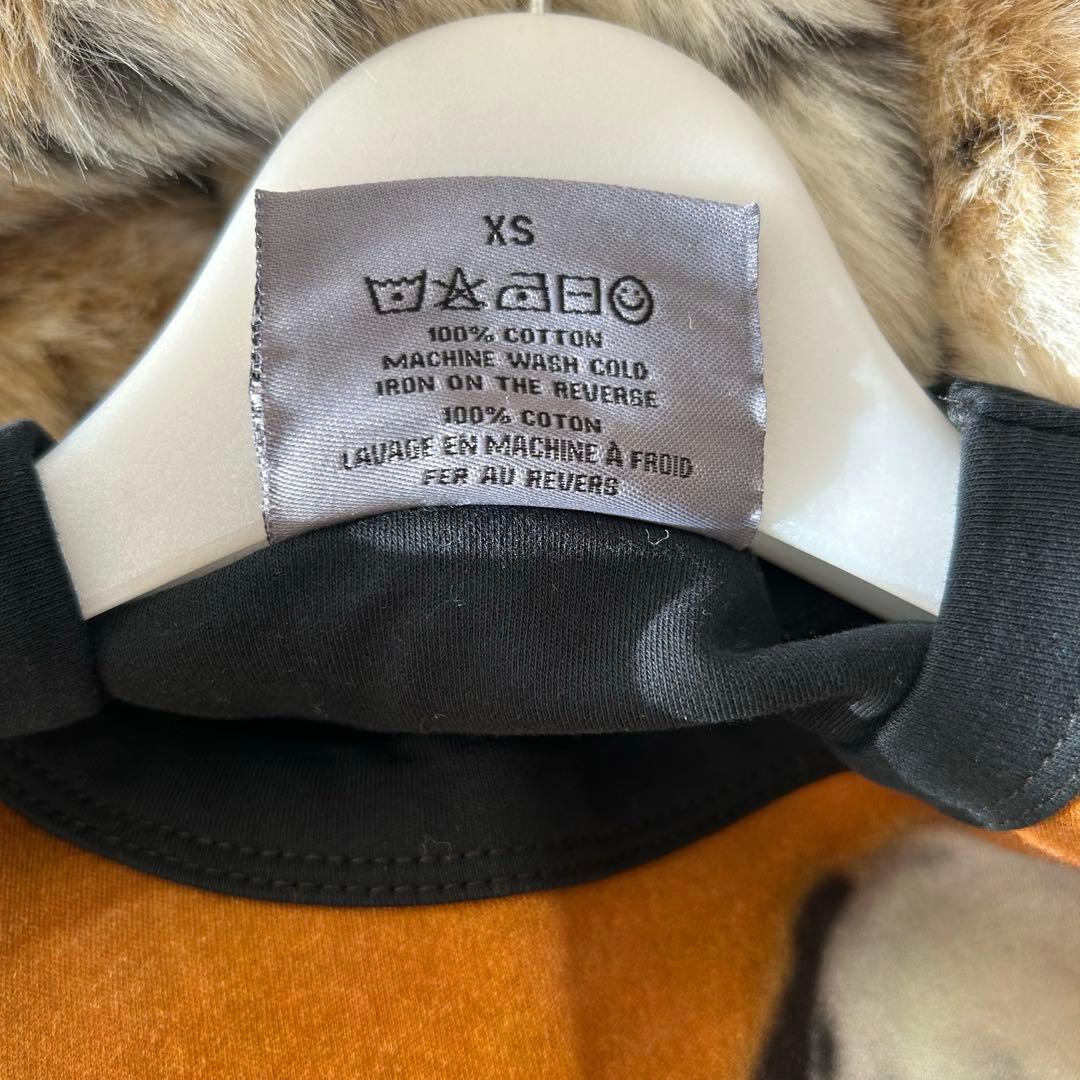 XS
100% COTTON
MACHINE WASH COLD
IRON ON THE REVERSE
100% COTON
LAVAGE EN MACHINE À FROID
FER AU REVERS